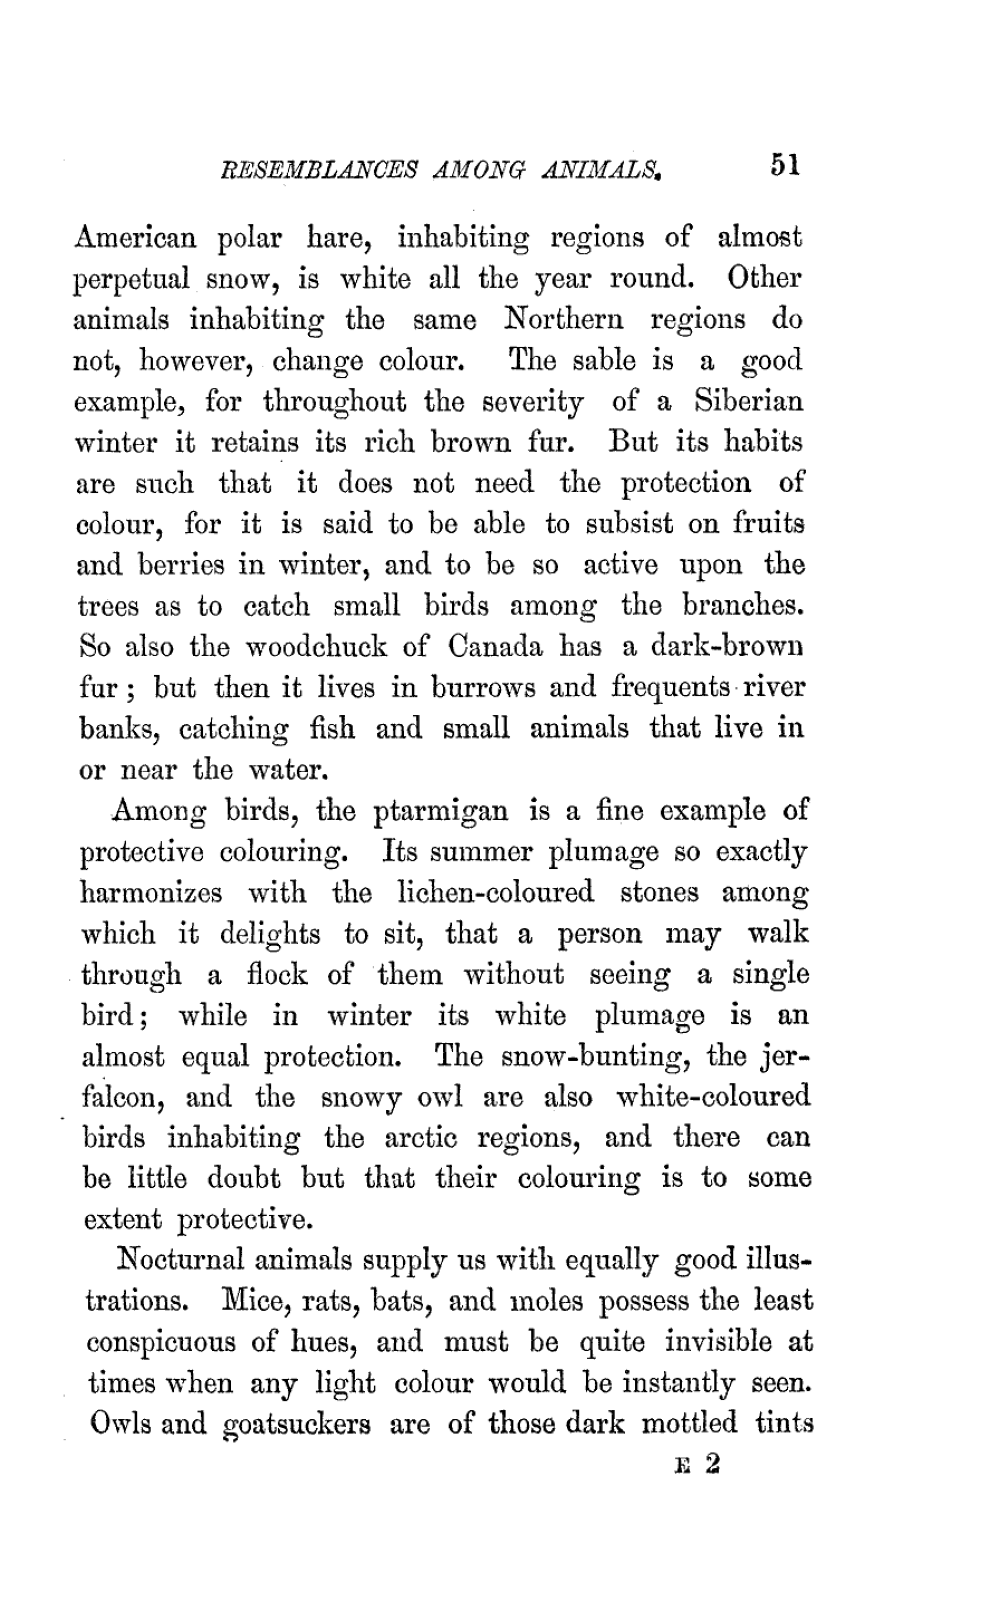 RESEMBLANCES AMONG ANIMALS. 51
American polar hare, inhabiting regions of almost
perpetual snow, is white all the year round. Other
animals inhabiting the same Northern regions do
not, however, change colour. The sable is a good
example, for throughout the severity of a Siberian
winter it retains its rich brown fur. But its habits
are such that it does not need the protection of
colour, for it is said to be able to subsist on fruits
and berries in winter, and to be so active upon the
trees as to catch small birds among the branches.
So also the woodchuck of Canada has a dark-brown
fur; but then it lives in burrows and frequents river
banks, catching fish and small animals that live in
or near the water.
Among birds, the ptarmigan is a fine example of
protective colouring. Its summer plumage so exactly
harmonizes with the lichen-coloured stones among
which it delights to sit, that a person may walk
through a flock of them without seeing a single
bird; while in winter its white plumage is an
almost equal protection. The snow-bunting, the jer-
falcon, and the snowy owl are also white-coloured
birds inhabiting the arctic regions, and there can
be little doubt but that their colouring is to some
extent protective.
Nocturnal animals supply us with equally good illus-
trations. Mice, rats, bats, and moles possess the least
conspicuous of hues, and must be quite invisible at
times when any light colour would be instantly seen.
Owls and goatsuckers are of those dark mottled tints
E 2